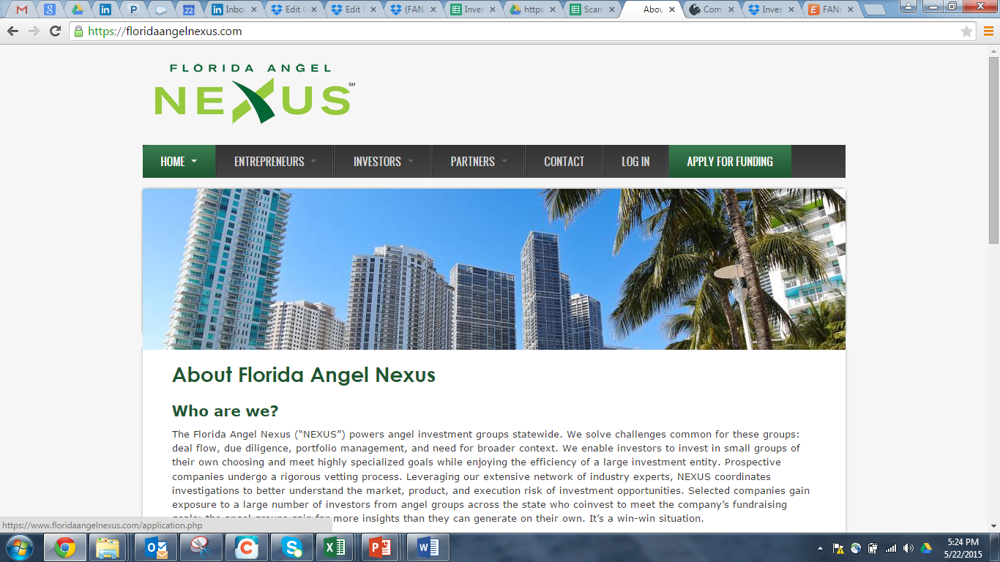 22
Inbo
Edit
Edit
(FAN
Inves
https
Scan
Abou
Com
Inves
FAN
https://floridaangelnexus.com
FLORIDA ANGEL
NEXUS SM
HOME ENTREPRENEURS INVESTORS PARTNERS CONTACT LOG IN APPLY FOR FUNDING
About Florida Angel Nexus
Who are we?
The Florida Angel Nexus (“NEXUS”) powers angel investment groups statewide. We solve challenges common for these groups:
deal flow, due diligence, portfolio management, and need for broader context. We enable investors to invest in small groups of
their own choosing and meet highly specialized goals while enjoying the efficiency of a large investment entity. Prospective
companies undergo a rigorous vetting process. Leveraging our extensive network of industry experts, NEXUS coordinates
investigations to better understand the market, product, and execution risk of investment opportunities. Selected companies gain
exposure to a large number of investors from angel groups across the state who coinvest to meet the company’s fundraising
more insights than they can generate on their own. It’s a win-win situation.
https://www.floridaangelnexus.com/application.php
5:24 PM
5/22/2015